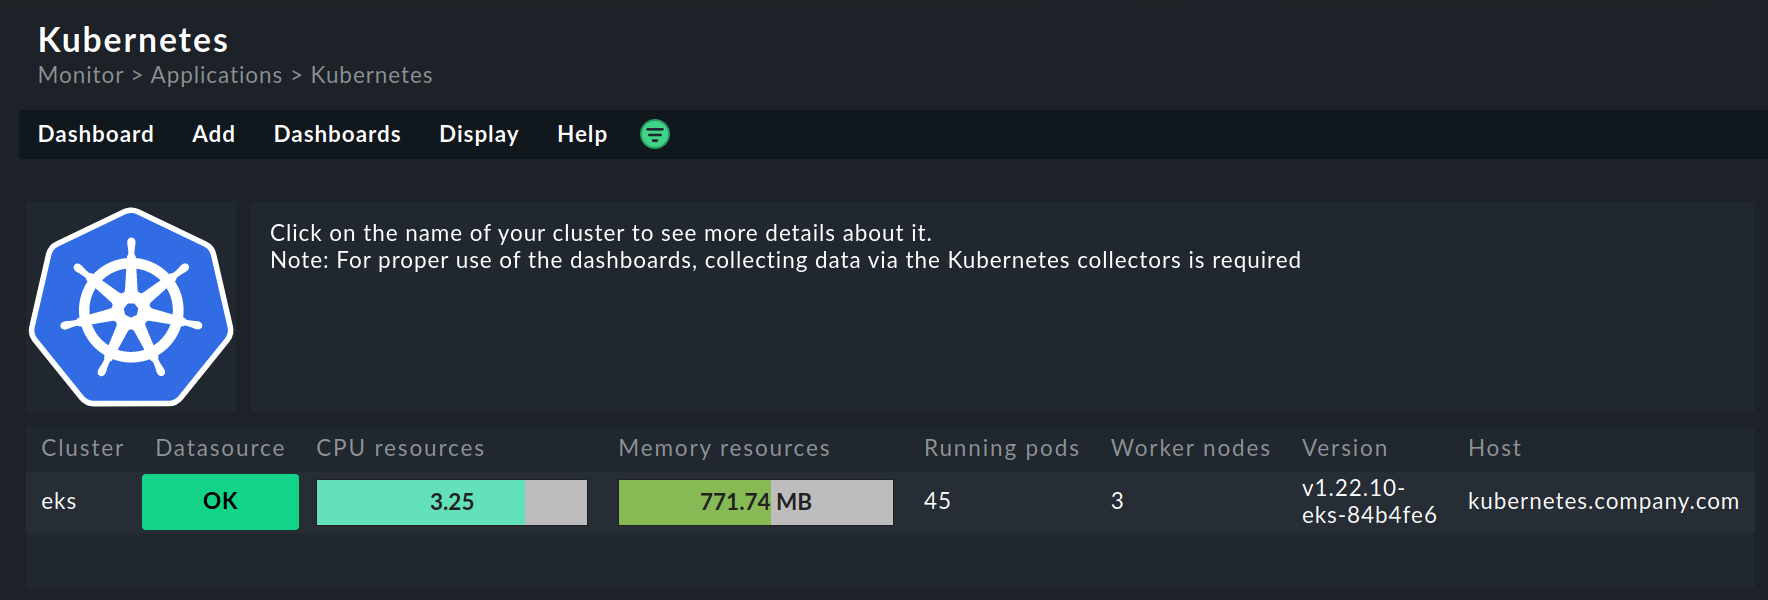 Kubernetes
Monitor > Applications > Kubernetes
Dashboard Add Dashboards Display Help
Click on the name of your cluster to see more details about it.
Note: For proper use of the dashboards, collecting data via the Kubernetes collectors is required
Cluster Datasource CPU resources Memory resources Running pods Worker nodes Version Host
eks OK 3.25 771.74 MB 45 3 v1.22.10-
eks-84b4fe6 kubernetes.company.com